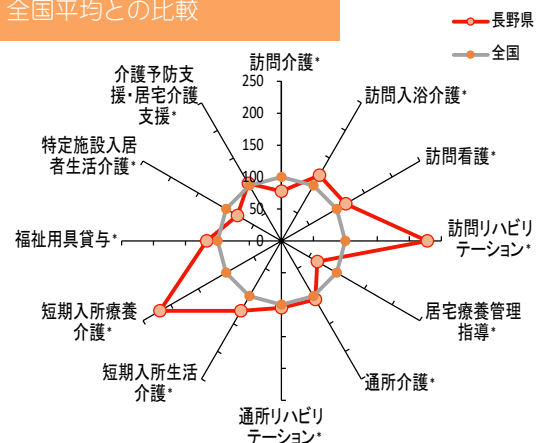 全国平均との比較
長野県
全国
訪問介護*
訪問入浴介護*
訪問看護*
訪問リハビリ
テーション*
居宅療養管理
指導*
通所介護*
通所リハビリ
テーション*
短期入所生活
介護*
短期入所療養
介護*
福祉用具貸与*
特定施設入居
者生活介護*
介護予防支
援・居宅介護
支援*
250
200
150
100
50
0